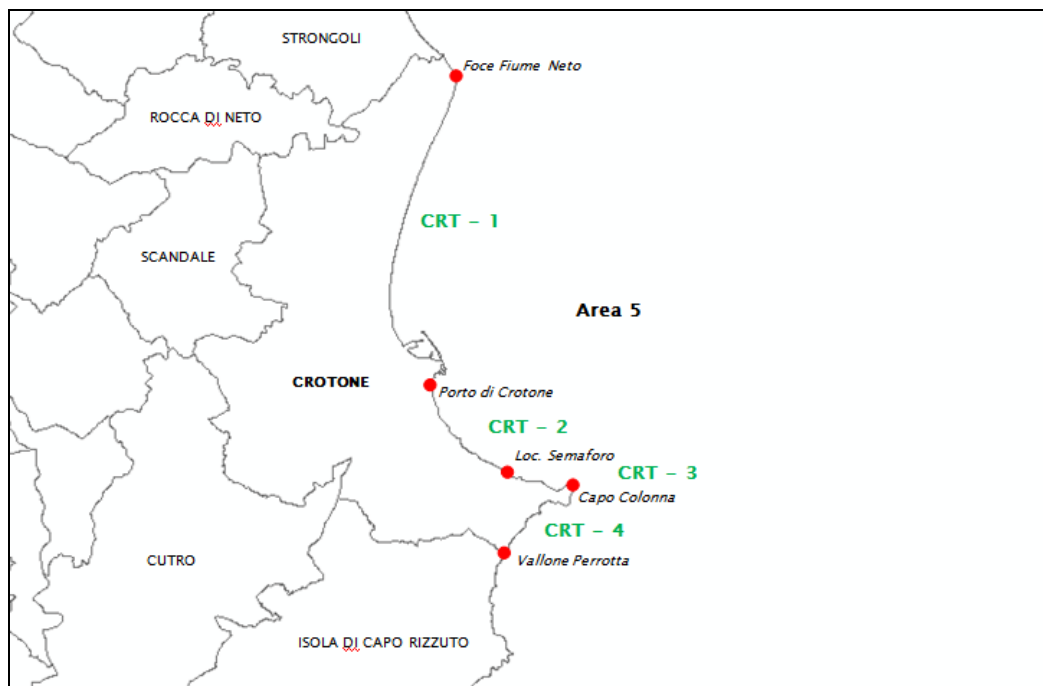 STRONGOLI
Foce Fiume Neto
ROCCA DI NETO
CRT – 1
SCANDALE
Area 5
CROTONE
Porto di Crotone
CRT – 2
Loc. Semaforo
CRT – 3
Capo Colonna
CRT – 4
CUTRO
Vallone Perrotta
ISOLA DI CAPO RIZZUTO